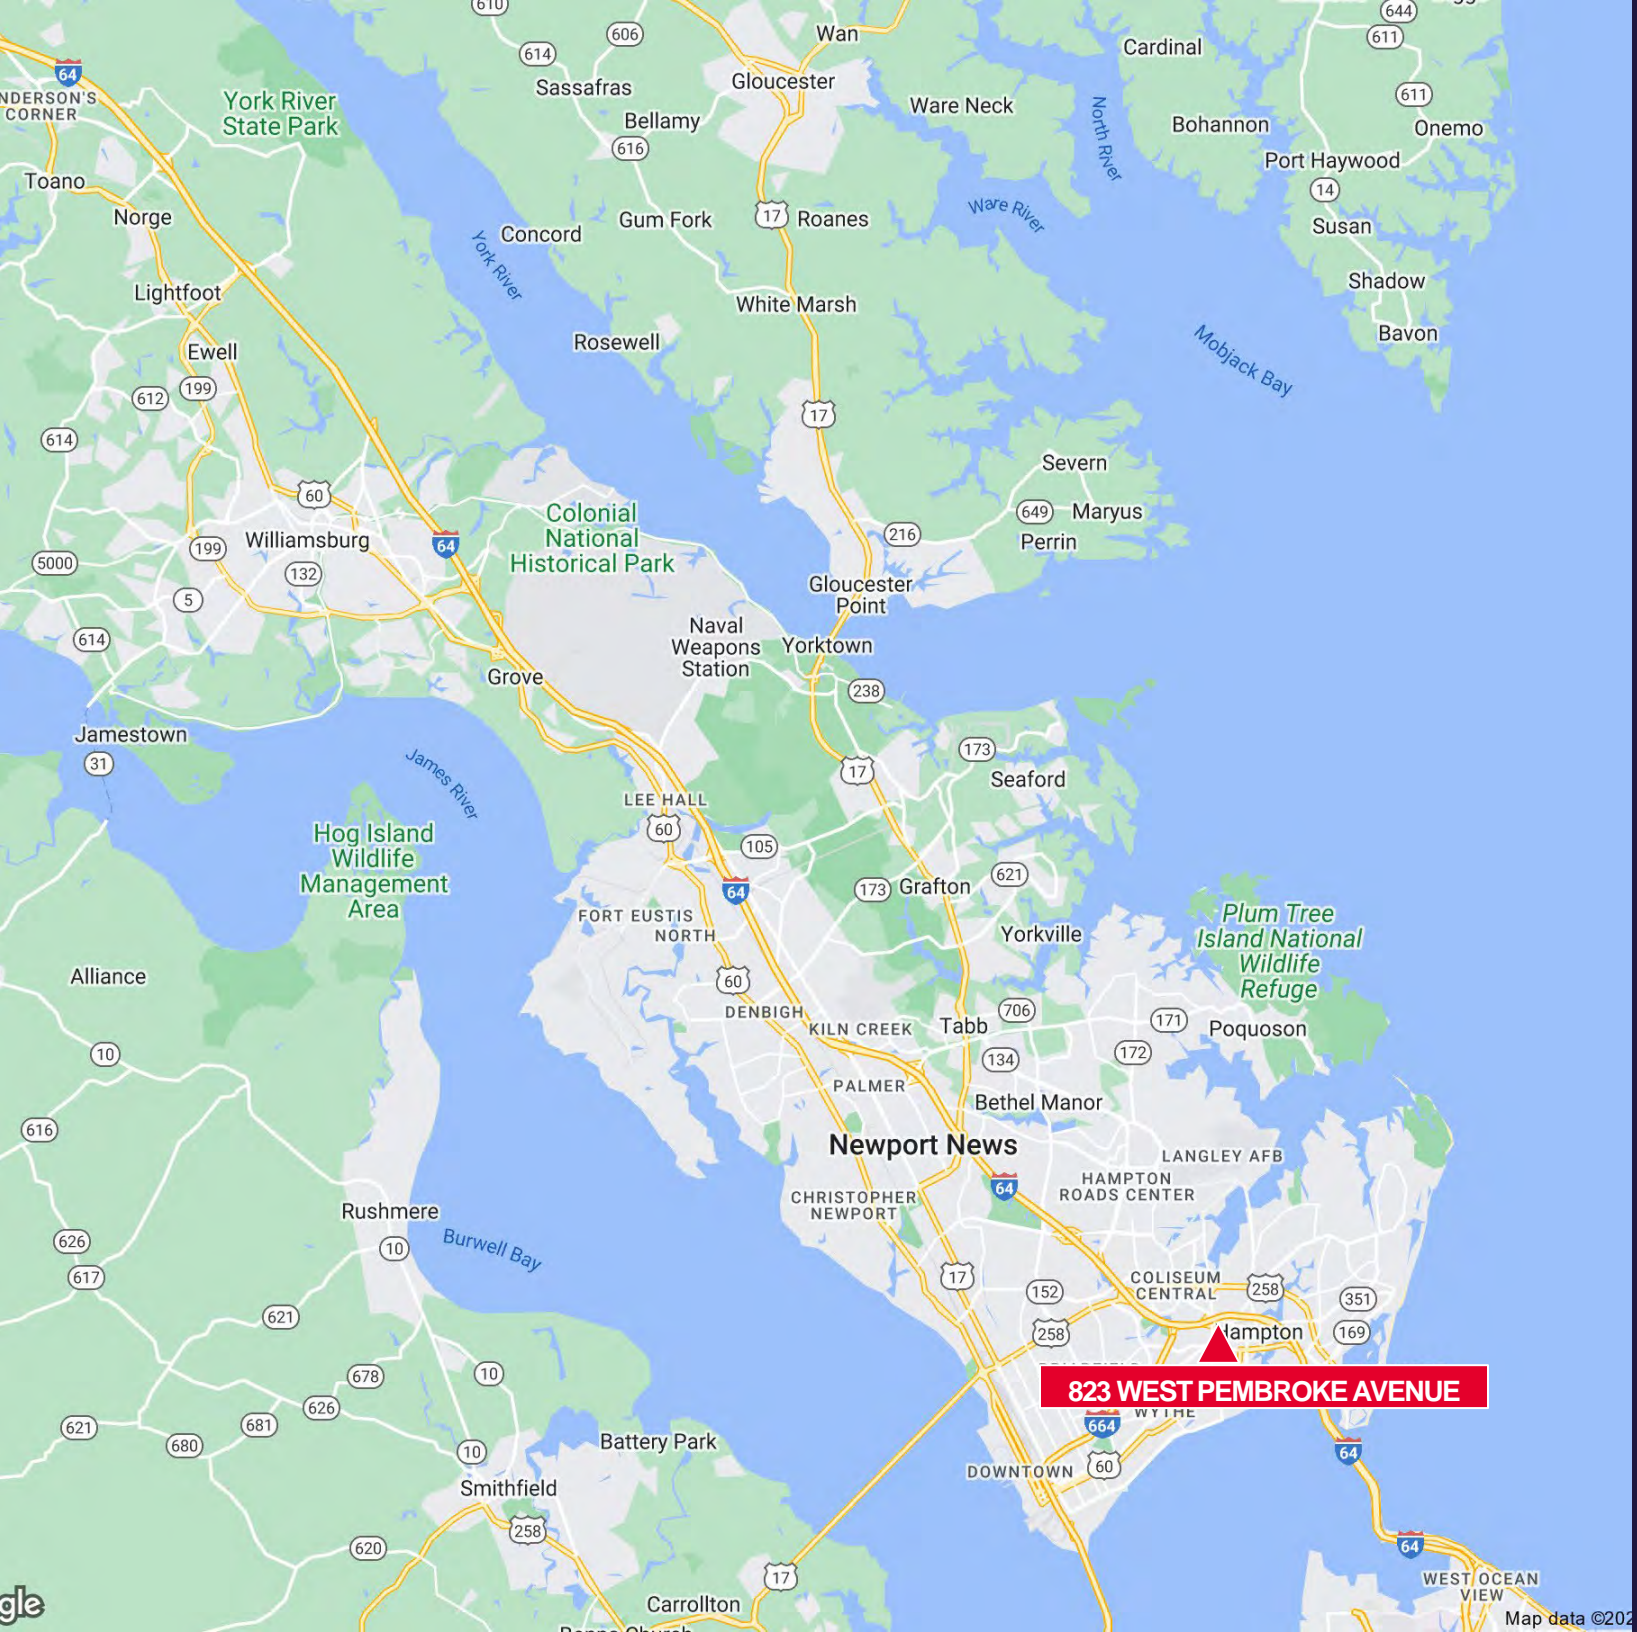 610
644
606
Wan
611
Cardinal
614
64
Gloucester
Sassafras
NDERSON'S
CORNER
York River
State Park
Ware Neck
611
Bellamy
North River
Bohannon
Onemo
616
Port Haywood
Toano
14
Norge
17
Roanes
Gum Fork
Ware River
Susan
Concord
York River
Shadow
Lightfoot
White Marsh
Bavon
Rosewell
Mobjack Bay
Ewell
199
612
17
614
Severn
60
649
Maryus
Colonial
National
Historical Park
216
Perrin
Williamsburg
64
199
5000
132
Gloucester
Point
5
614
Naval
Weapons
Station
Yorktown
Grove
238
Jamestown
31
James River
173
17
Seaford
LEE HALL
60
Hog Island
Wildlife
Management
Area
105
621
64
173
Grafton
FORT EUSTIS
NORTH
Plum Tree
Island National
Wildlife
Refuge
Yorkville
Alliance
60
DENBIGH
706
171
KILN CREEK
Tabb
Poquoson
10
134
172
PALMER
Bethel Manor
616
Newport News
LANGLEY AFB
HAMPTON
ROADS CENTER
64
CHRISTOPHER
NEWPORT
Rushmere
626
10
Burwell Bay
617
17
COLISEUM
CENTRAL
258
152
351
621
258
Hampton
169
678
10
823 WEST PEMBROKE AVENUE
626
WYTHE
621
681
664
680
10
Battery Park
64
DOWNTOWN
60
Smithfield
258
64
620
17
WEST OCEAN
VIEW
gle
Carrollton
Map data ©202